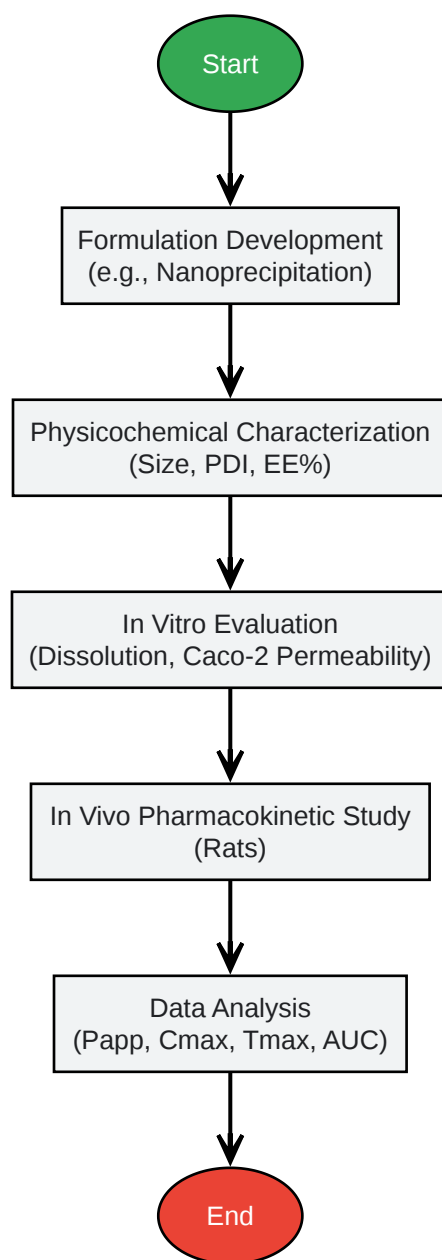 Start
Formulation Development
(e.g., Nanoprecipitation)
Physicochemical Characterization
(Size, PDI, EE%)
In Vitro Evaluation
(Dissolution, Caco-2 Permeability)
In Vivo Pharmacokinetic Study
(Rats)
Data Analysis
(Papp, Cmax, Tmax, AUC)
End